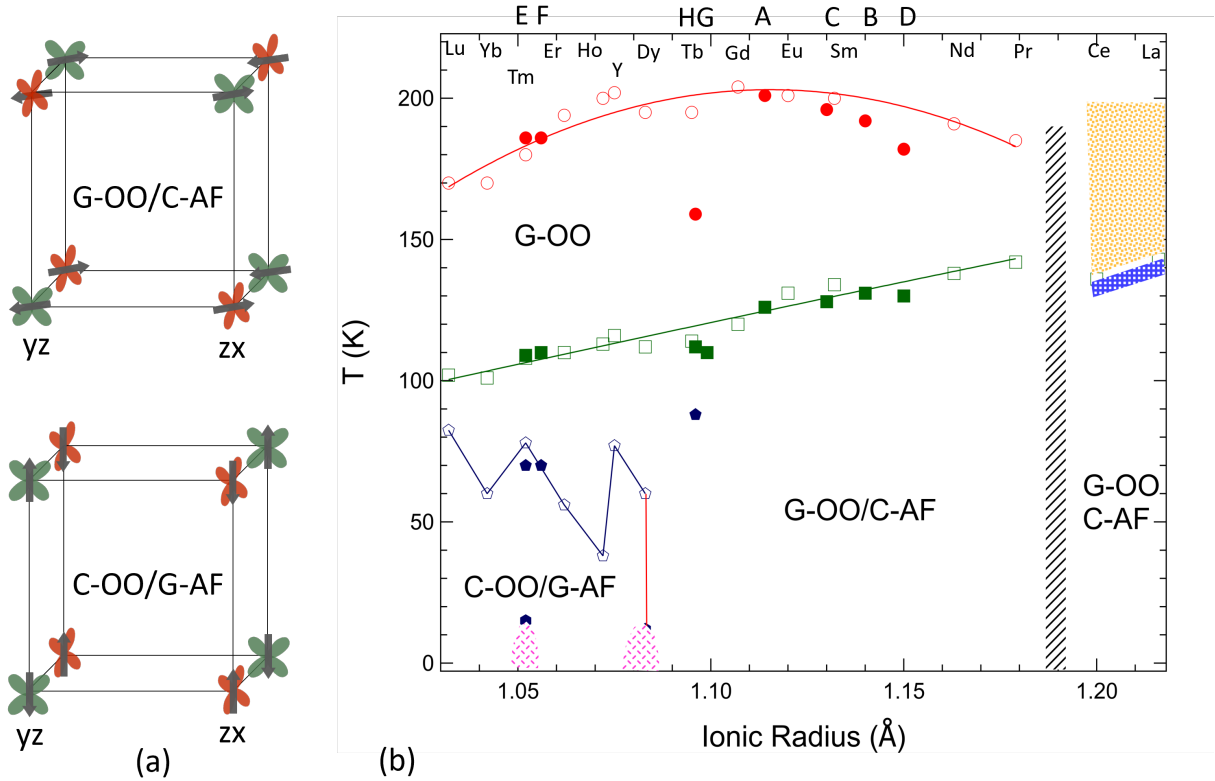 G-OO/C-AF
yz zx
C-OO/G-AF
yz zx
(a)
E F H G A C B D
Lu Yb Tm Er Ho Y Dy Tb Gd Eu Sm Nd Pr Ce La
200
150
100
50
0
T (K)
G-OO
G-OO/C-AF
C-OO/G-AF
G-OO
C-AF
1.05 1.10 1.15 1.20
Ionic Radius (Å)
(b)